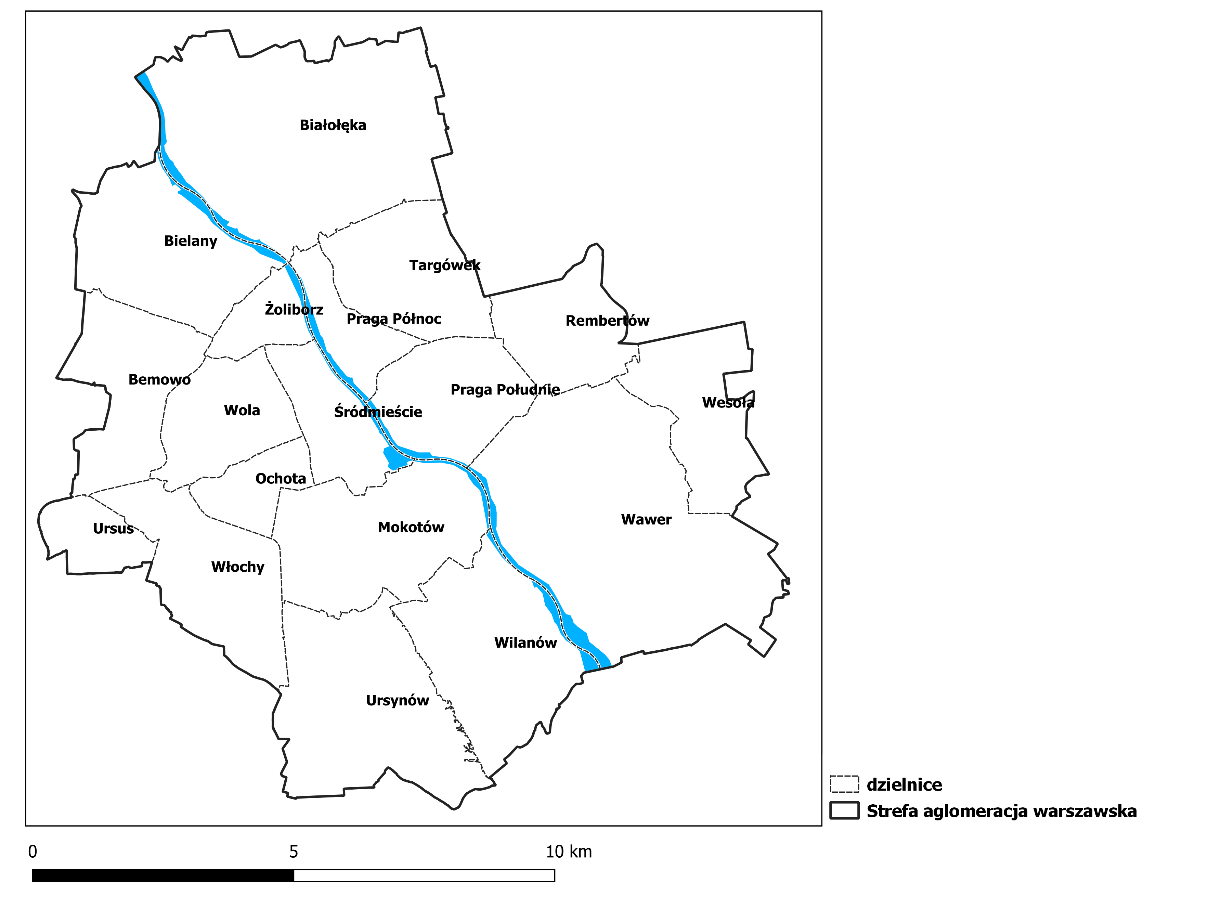 Białołęka
Bielany
Targówek
Żoliborz
Praga Północ
Rembertów
Bemowo
Praga Południe
Wesoła
Wola
Śródmieście
Ochota
Ursus
Mokotów
Wawer
Włochy
Wilanów
Ursynów
dzielnice
Strefa aglomeracja warszawska
0 5 10 km